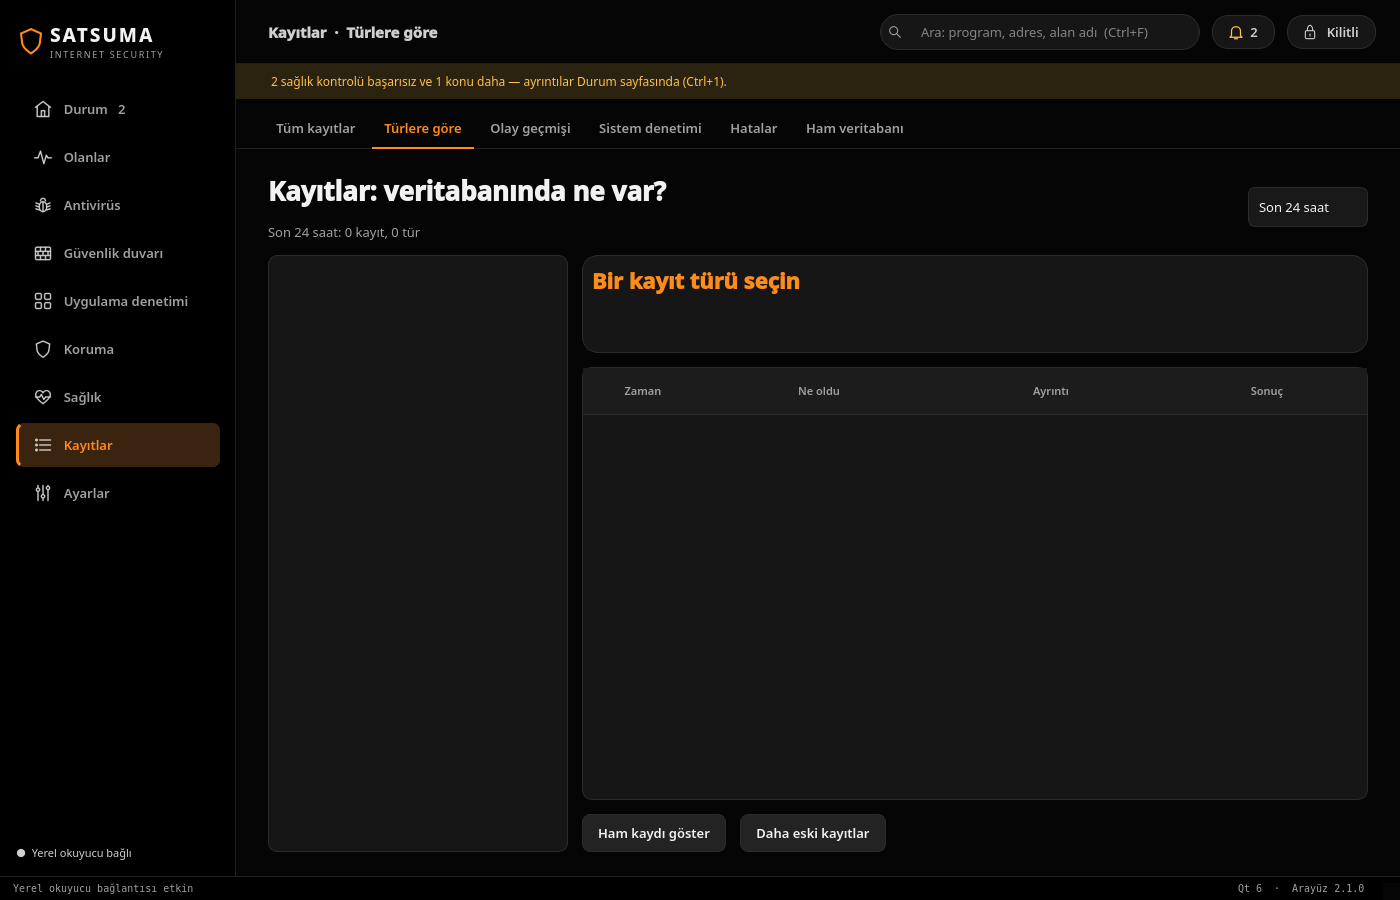 SATSUMA
INTERNET SECURITY
Durum 2
Olanlar
Antivirüs
Güvenlik duvarı
Uygulama denetimi
Koruma
Sağlık
Kayıtlar
Ayarlar
Yerel okuyucu bağlı
Kayıtlar · Türlere göre
Ara: program, adres, alan adı (Ctrl+F)
2
Kilitli
2 sağlık kontrolü başarısız ve 1 konu daha — ayrıntılar Durum sayfasında (Ctrl+1).
Tüm kayıtlar Türlere göre Olay geçmişi Sistem denetimi Hatalar Ham veritabanı
Kayıtlar: veritabanında ne var?
Son 24 saat
Son 24 saat: 0 kayıt, 0 tür
Bir kayıt türü seçin
Zaman Ne oldu Ayrıntı Sonuç
Ham kaydı göster Daha eski kayıtlar
Yerel okuyucu bağlantısı etkin
Qt 6 · Arayüz 2.1.0